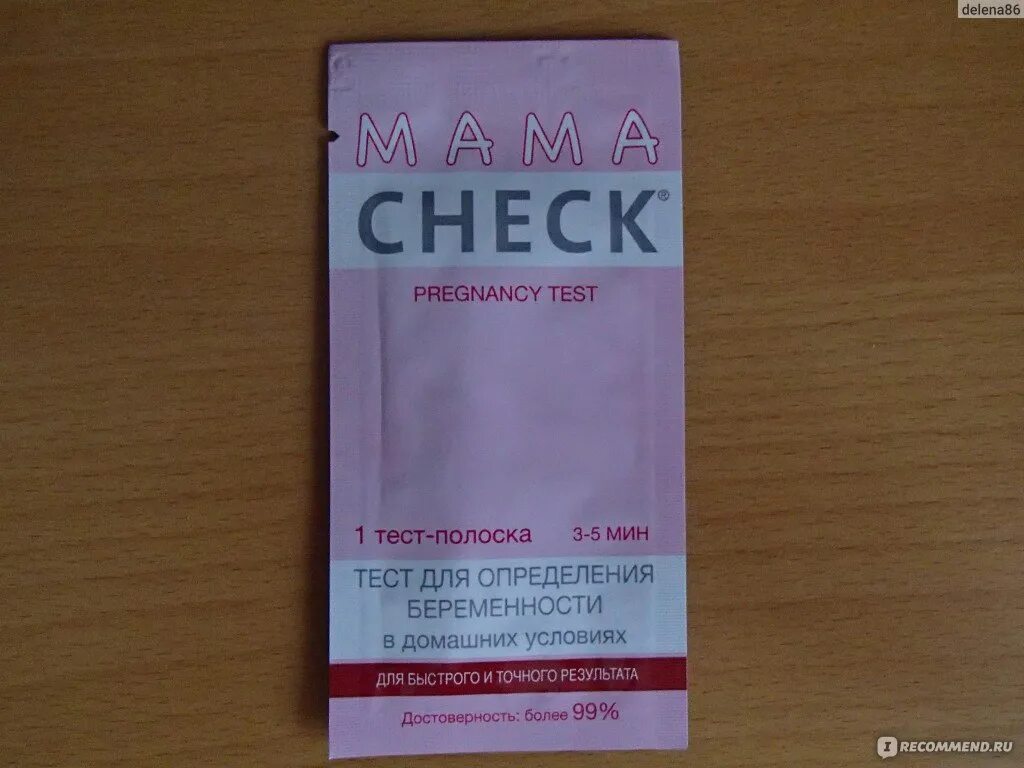 delena86
MAMA
CHECK®
PREGNANCY TEST
1 тест-полоска 3-5 МИН
ТЕСТ ДЛЯ ОПРЕДЕЛЕНИЯ
БЕРЕМЕННОСТИ
в домашних условиях
ДЛЯ БЫСТРОГО И ТОЧНОГО РЕЗУЛЬТАТА
Достоверность: более 99%
IRECOMMEND.RU